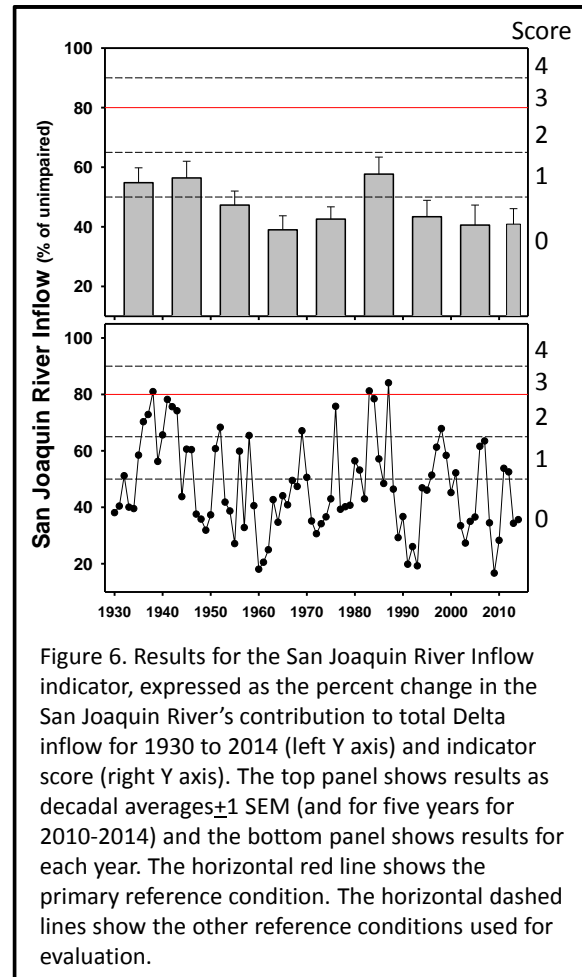 Score
San Joaquin River Inflow (% of unimpaired)
100
80
60
40
20
4
3
2
1
0
100
80
60
40
20
4
3
2
1
0
1930 1940 1950 1960 1970 1980 1990 2000 2010
Figure 6. Results for the San Joaquin River Inflow
indicator, expressed as the percent change in the
San Joaquin River’s contribution to total Delta
inflow for 1930 to 2014 (left Y axis) and indicator
score (right Y axis). The top panel shows results as
decadal averages±1 SEM (and for five years for
2010-2014) and the bottom panel shows results for
each year. The horizontal red line shows the
primary reference condition. The horizontal dashed
lines show the other reference conditions used for
evaluation.